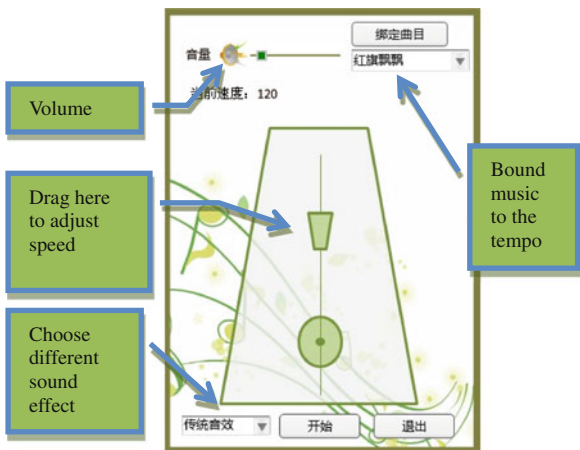 绑定曲目
音量
红旗飘飘
当前速度：120
Volume
Drag here
to adjust
speed
Bound
music
to the
tempo
Choose
different
sound
effect
传统音效
开始
退出